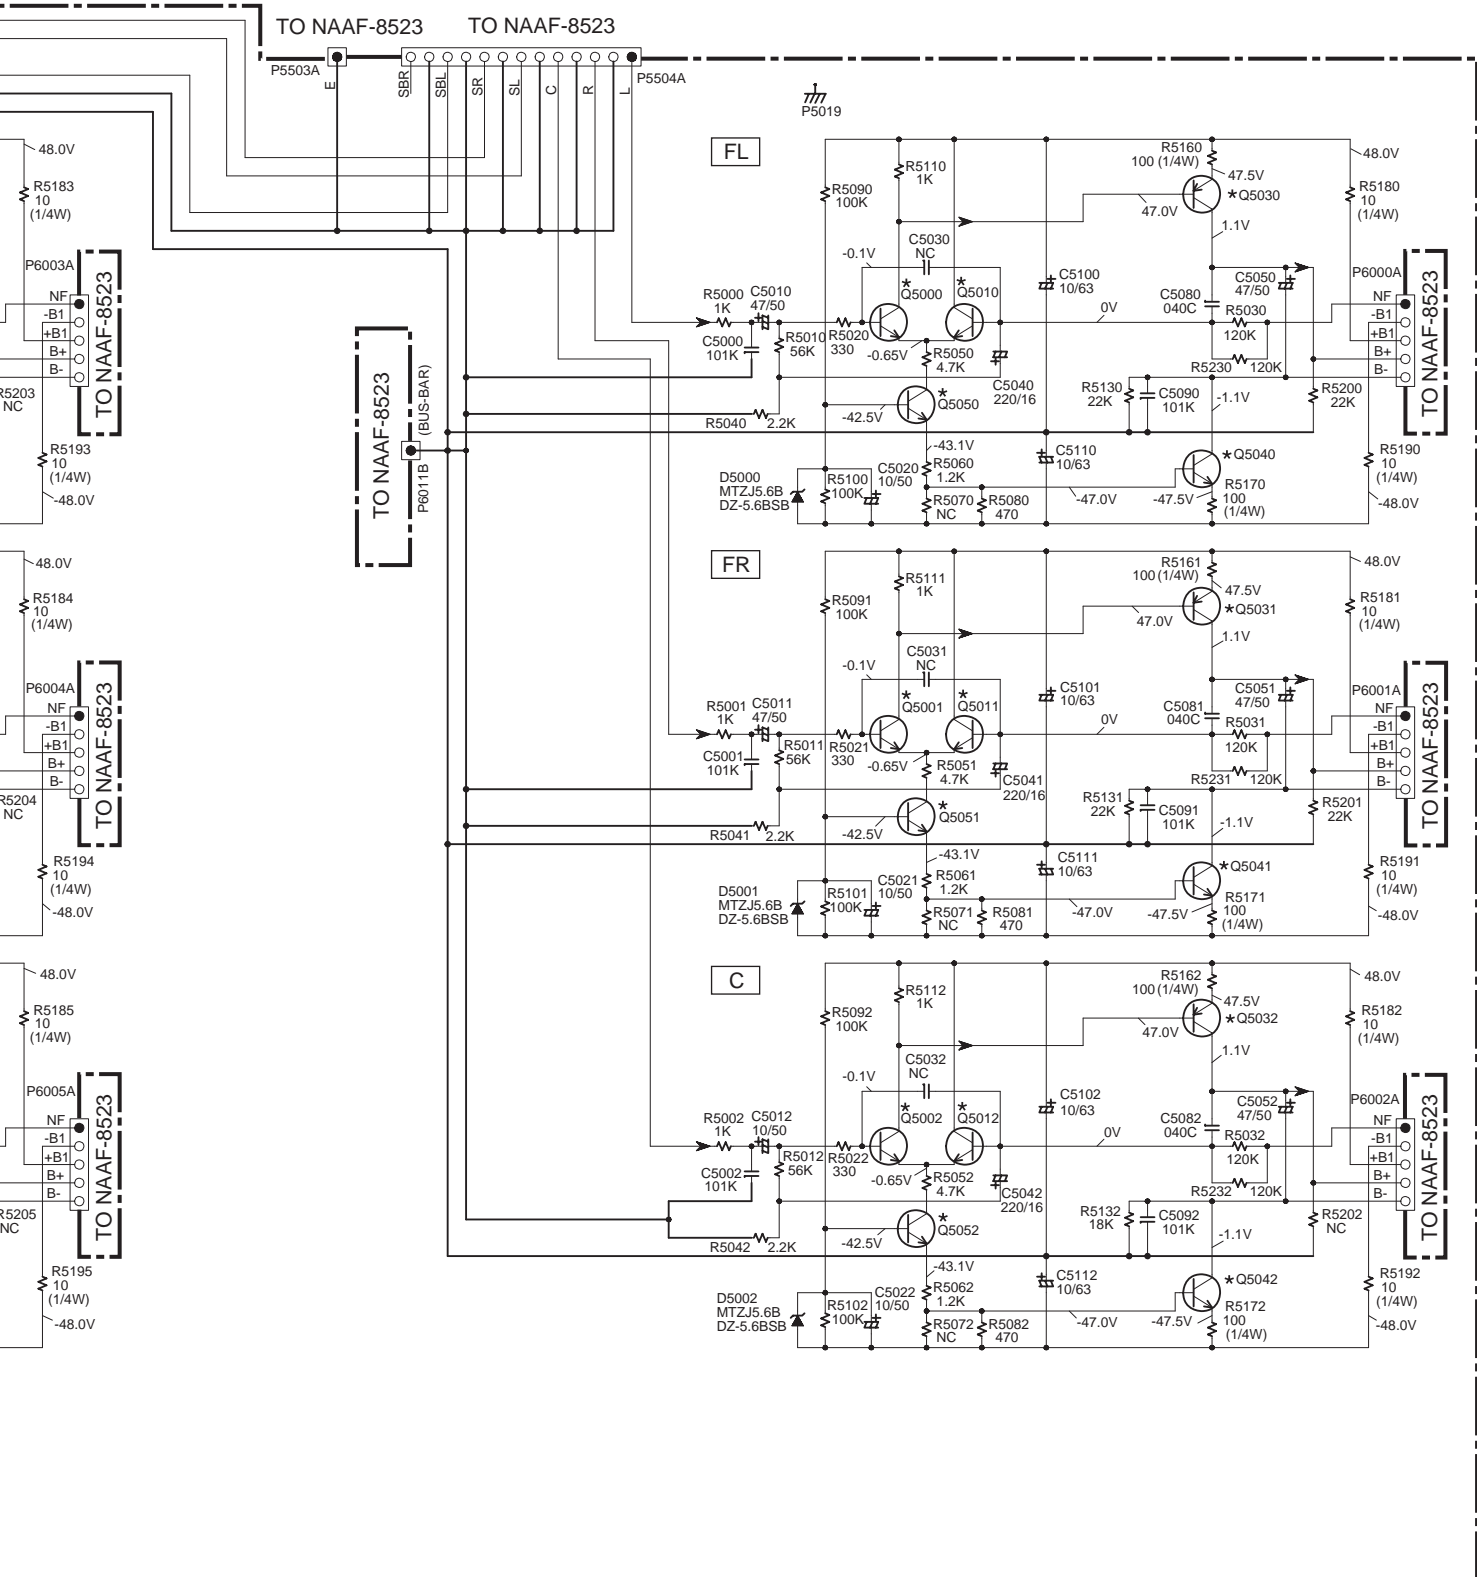 TO NAAF-8523
TO NAAF-8523
P5503A
P5504A
E
SBR
SBL
SR
SL
C
R
L
P5019
48.0V
R5183
10
(1/4W)
P6003A
NF
-B1
+B1
B+
B-
TO NAAF-8523
R5203
NC
R5193
10
(1/4W)
-48.0V
48.0V
R5184
10
(1/4W)
P6004A
NF
-B1
+B1
B+
B-
TO NAAF-8523
R5204
NC
R5194
10
(1/4W)
-48.0V
48.0V
R5185
10
(1/4W)
P6005A
NF
-B1
+B1
B+
B-
TO NAAF-8523
R5205
NC
R5195
10
(1/4W)
-48.0V
TO NAAF-8523
(BUS-BAR)
P6011B
FL
R5090
100K
R5110
1K
R5160
100 (1/4W)
47.5V
*Q5030
47.0V
1.1V
48.0V
R5180
10
(1/4W)
-0.1V
C5030
NC
*
Q5000
*
Q5010
C5100
10/63
R5000
1K
C5010
47/50
C5000
101K
R5010
56K
R5020
330
-0.65V
R5050
4.7K
C5040
220/16
0V
C5080
040C
C5050
47/50
R5030
120K
R5230
120K
P6000A
NF
-B1
+B1
B+
B-
TO NAAF-8523
R5040
2.2K
-42.5V
*
Q5050
R5130
22K
C5090
101K
-1.1V
R5200
22K
-43.1V
R5060
1.2K
C5110
10/63
*Q5040
R5190
10
(1/4W)
-48.0V
D5000
MTZJ5.6B
DZ-5.6BSB
R5100
100K
C5020
10/50
R5070
NC
R5080
470
-47.0V
-47.5V
R5170
100
(1/4W)
FR
R5091
100K
R5111
1K
R5161
100 (1/4W)
47.5V
*Q5031
47.0V
1.1V
48.0V
R5181
10
(1/4W)
-0.1V
C5031
NC
*
Q5001
*
Q5011
C5101
10/63
R5001
1K
C5011
47/50
C5001
101K
R5011
56K
R5021
330
-0.65V
R5051
4.7K
C5041
220/16
0V
C5081
040C
C5051
47/50
R5031
120K
R5231
120K
P6001A
NF
-B1
+B1
B+
B-
TO NAAF-8523
R5041
2.2K
-42.5V
*
Q5051
R5131
22K
C5091
101K
-1.1V
R5201
22K
-43.1V
R5061
1.2K
C5111
10/63
*Q5041
R5191
10
(1/4W)
-48.0V
D5001
MTZJ5.6B
DZ-5.6BSB
R5101
100K
C5021
10/50
R5071
NC
R5081
470
-47.0V
-47.5V
R5171
100
(1/4W)
C
R5092
100K
R5112
1K
R5162
100 (1/4W)
47.5V
*Q5032
47.0V
1.1V
48.0V
R5182
10
(1/4W)
-0.1V
C5032
NC
*
Q5002
*
Q5012
C5102
10/63
R5002
1K
C5012
10/50
C5002
101K
R5012
56K
R5022
330
-0.65V
R5052
4.7K
C5042
220/16
0V
C5082
040C
C5052
47/50
R5032
120K
R5232
120K
P6002A
NF
-B1
+B1
B+
B-
TO NAAF-8523
R5042
2.2K
-42.5V
*
Q5052
R5132
18K
C5092
101K
-1.1V
R5202
NC
-43.1V
R5062
1.2K
C5112
10/63
*Q5042
R5192
10
(1/4W)
-48.0V
D5002
MTZJ5.6B
DZ-5.6BSB
R5102
100K
C5022
10/50
R5072
NC
R5082
470
-47.0V
-47.5V
R5172
100
(1/4W)